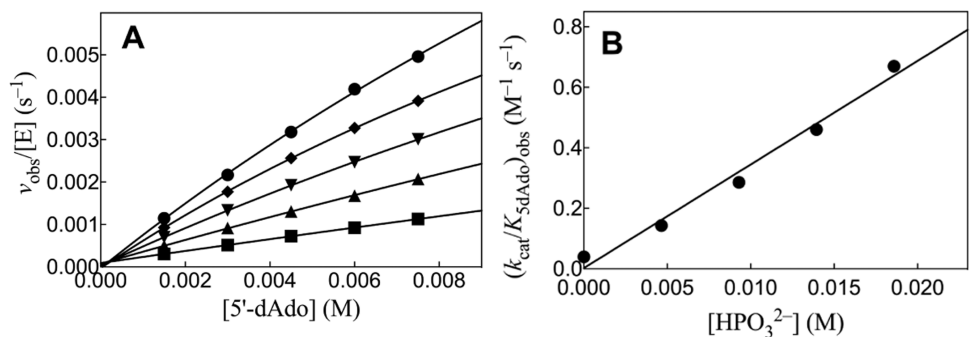 A
0.005
0.004
0.003
0.002
0.001
0.000
v_obs/[E] (s⁻¹)
0.000 0.002 0.004 0.006 0.008
[5'-dAdo] (M)
B
0.8
0.6
0.4
0.2
0.0
(k_cat/K_5dAdo)_obs (M⁻¹ s⁻¹)
0.000 0.005 0.010 0.015 0.020
[HPO₃²⁻] (M)